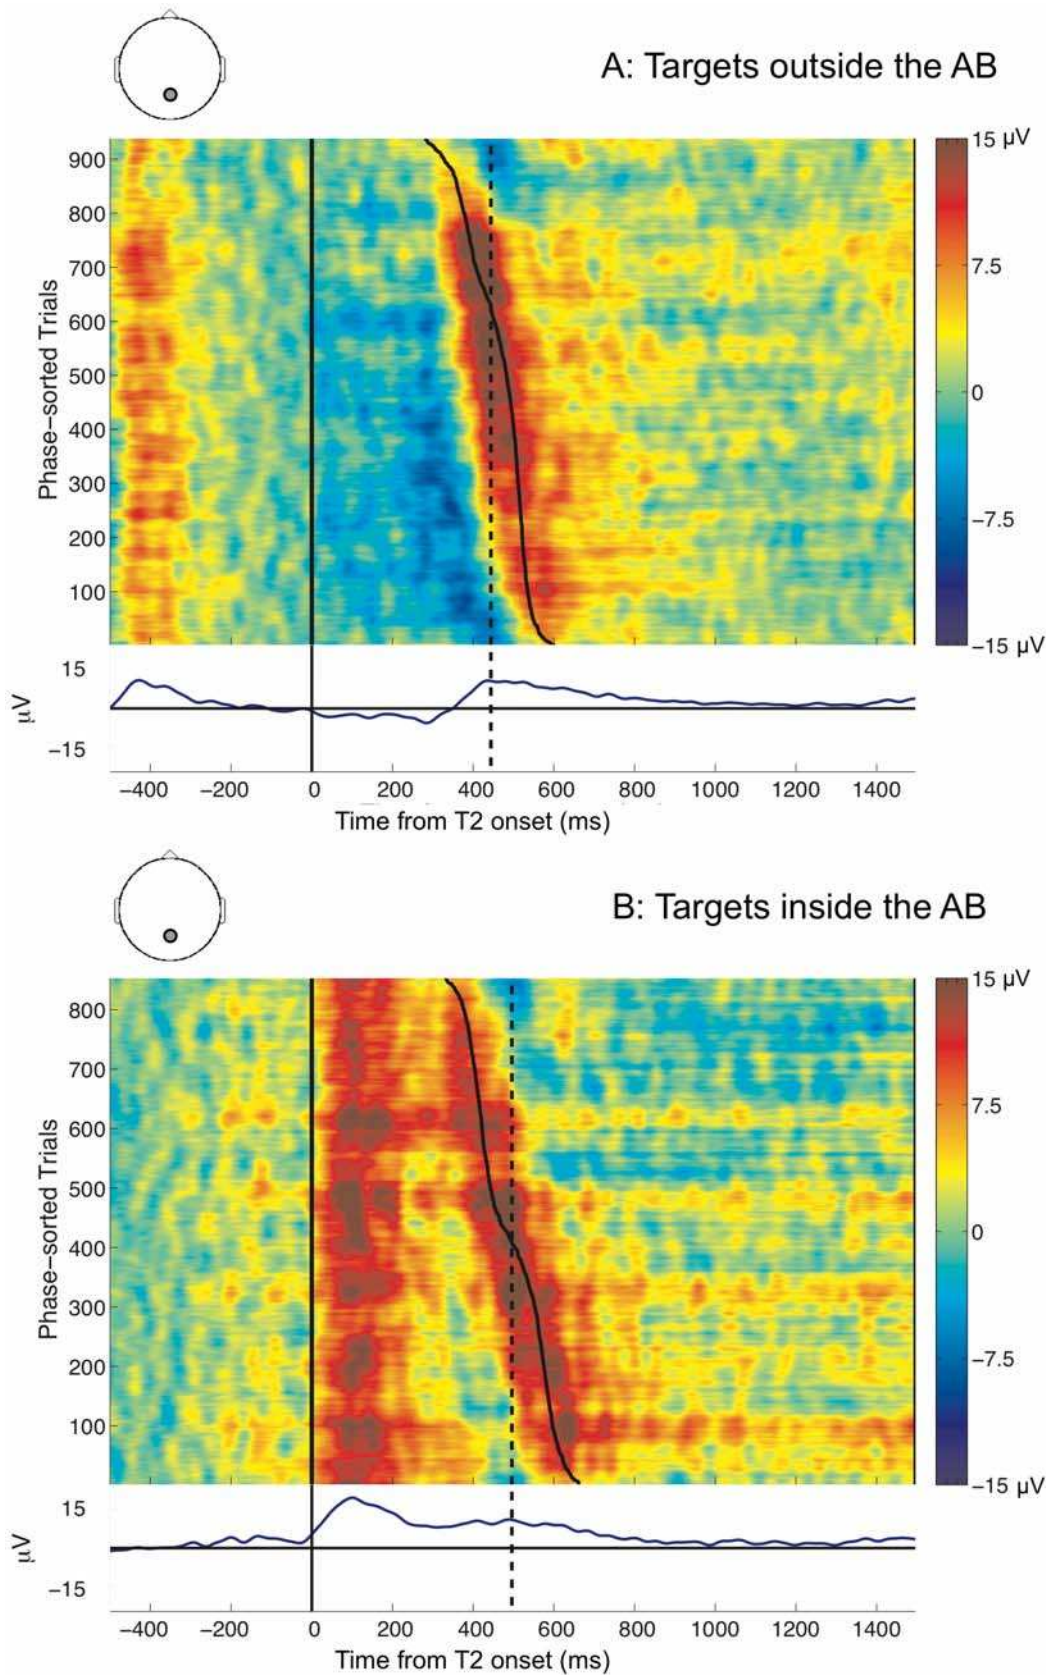 A: Targets outside the AB
900
800
700
600
500
400
300
200
100
Phase-sorted Trials
15 µV
7.5
0
−7.5
−15 µV
15
−15
µV
−400 −200 0 200 400 600 800 1000 1200 1400
Time from T2 onset (ms)
B: Targets inside the AB
800
700
600
500
400
300
200
100
Phase-sorted Trials
15 µV
7.5
0
−7.5
−15 µV
15
−15
µV
−400 −200 0 200 400 600 800 1000 1200 1400
Time from T2 onset (ms)